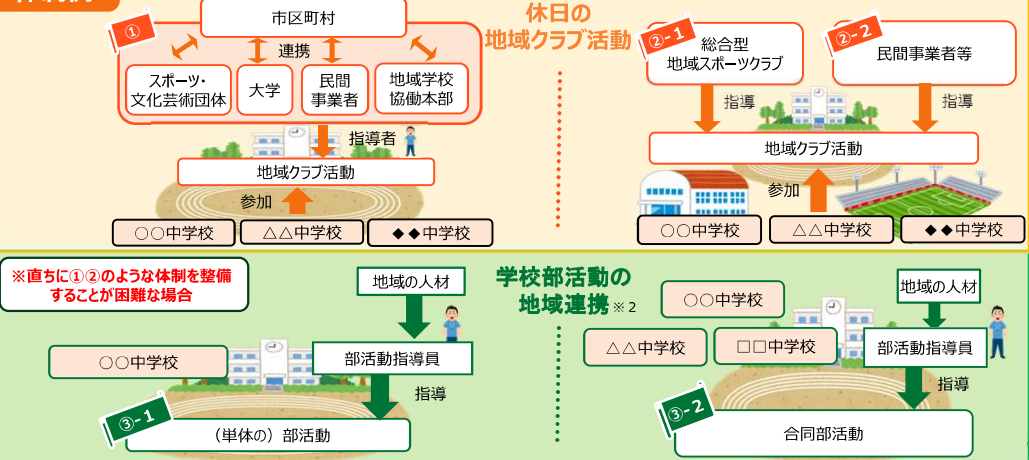 ①
市区町村
連携
スポーツ・
文化芸術団体
大学
民間
事業者
地域学校
協働本部
指導者
地域クラブ活動
参加
○○中学校
△△中学校
◆◆中学校
休日の
地域クラブ活動
②-1
総合型
地域スポーツクラブ
②-2
民間事業者等
指導
指導
地域クラブ活動
参加
○○中学校
△△中学校
◆◆中学校
※直ちに①②のような体制を整備
することが困難な場合
地域の人材
○○中学校
部活動指導員
指導
③-1
（単体の）部活動
学校部活動の
地域連携※2
○○中学校
△△中学校
□□中学校
地域の人材
部活動指導員
指導
③-2
合同部活動